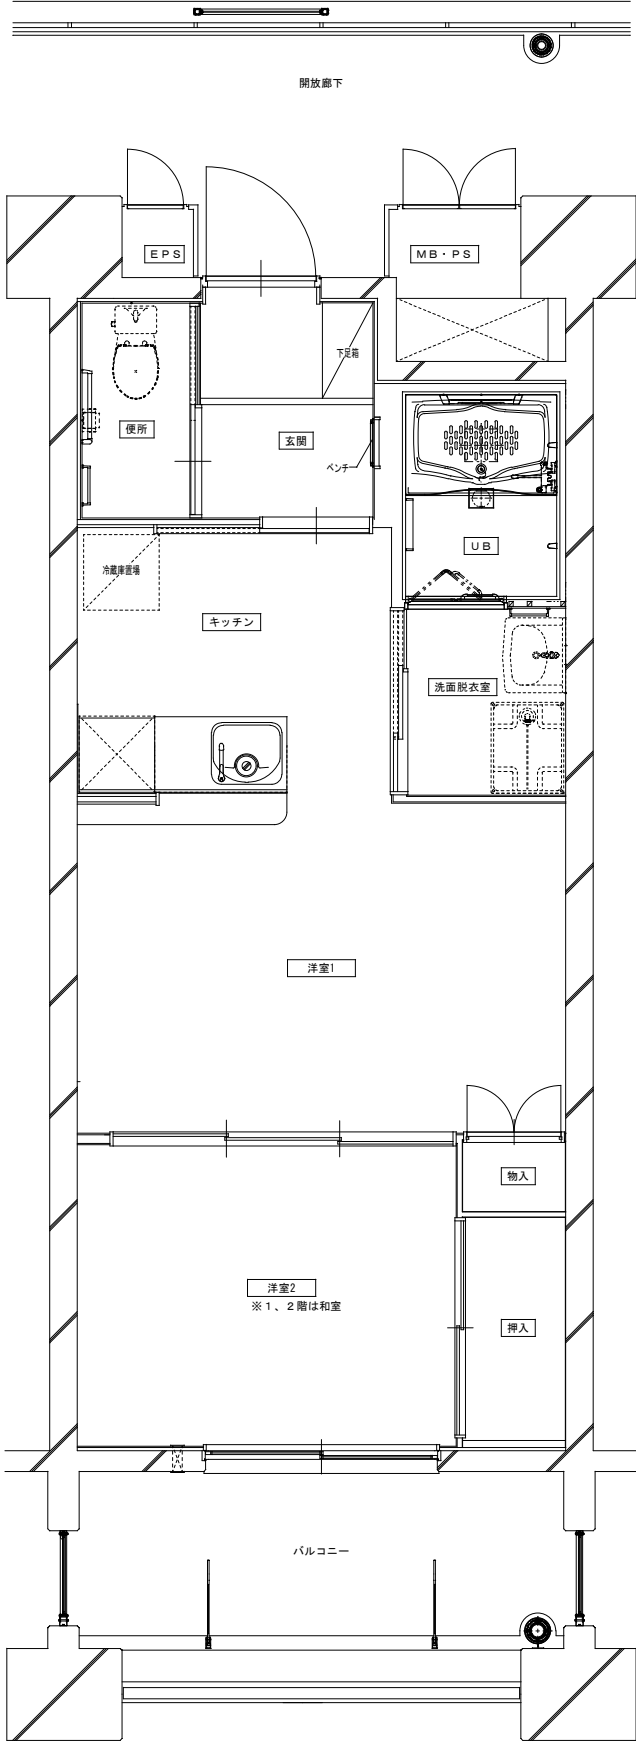 開放廊下
EPS
MB・PS
下足箱
便所
玄関
ベンチ
UB
冷蔵庫置場
キッチン
洗面脱衣室
洋室1
物入
洋室2
※1、2階は和室
押入
バルコニー